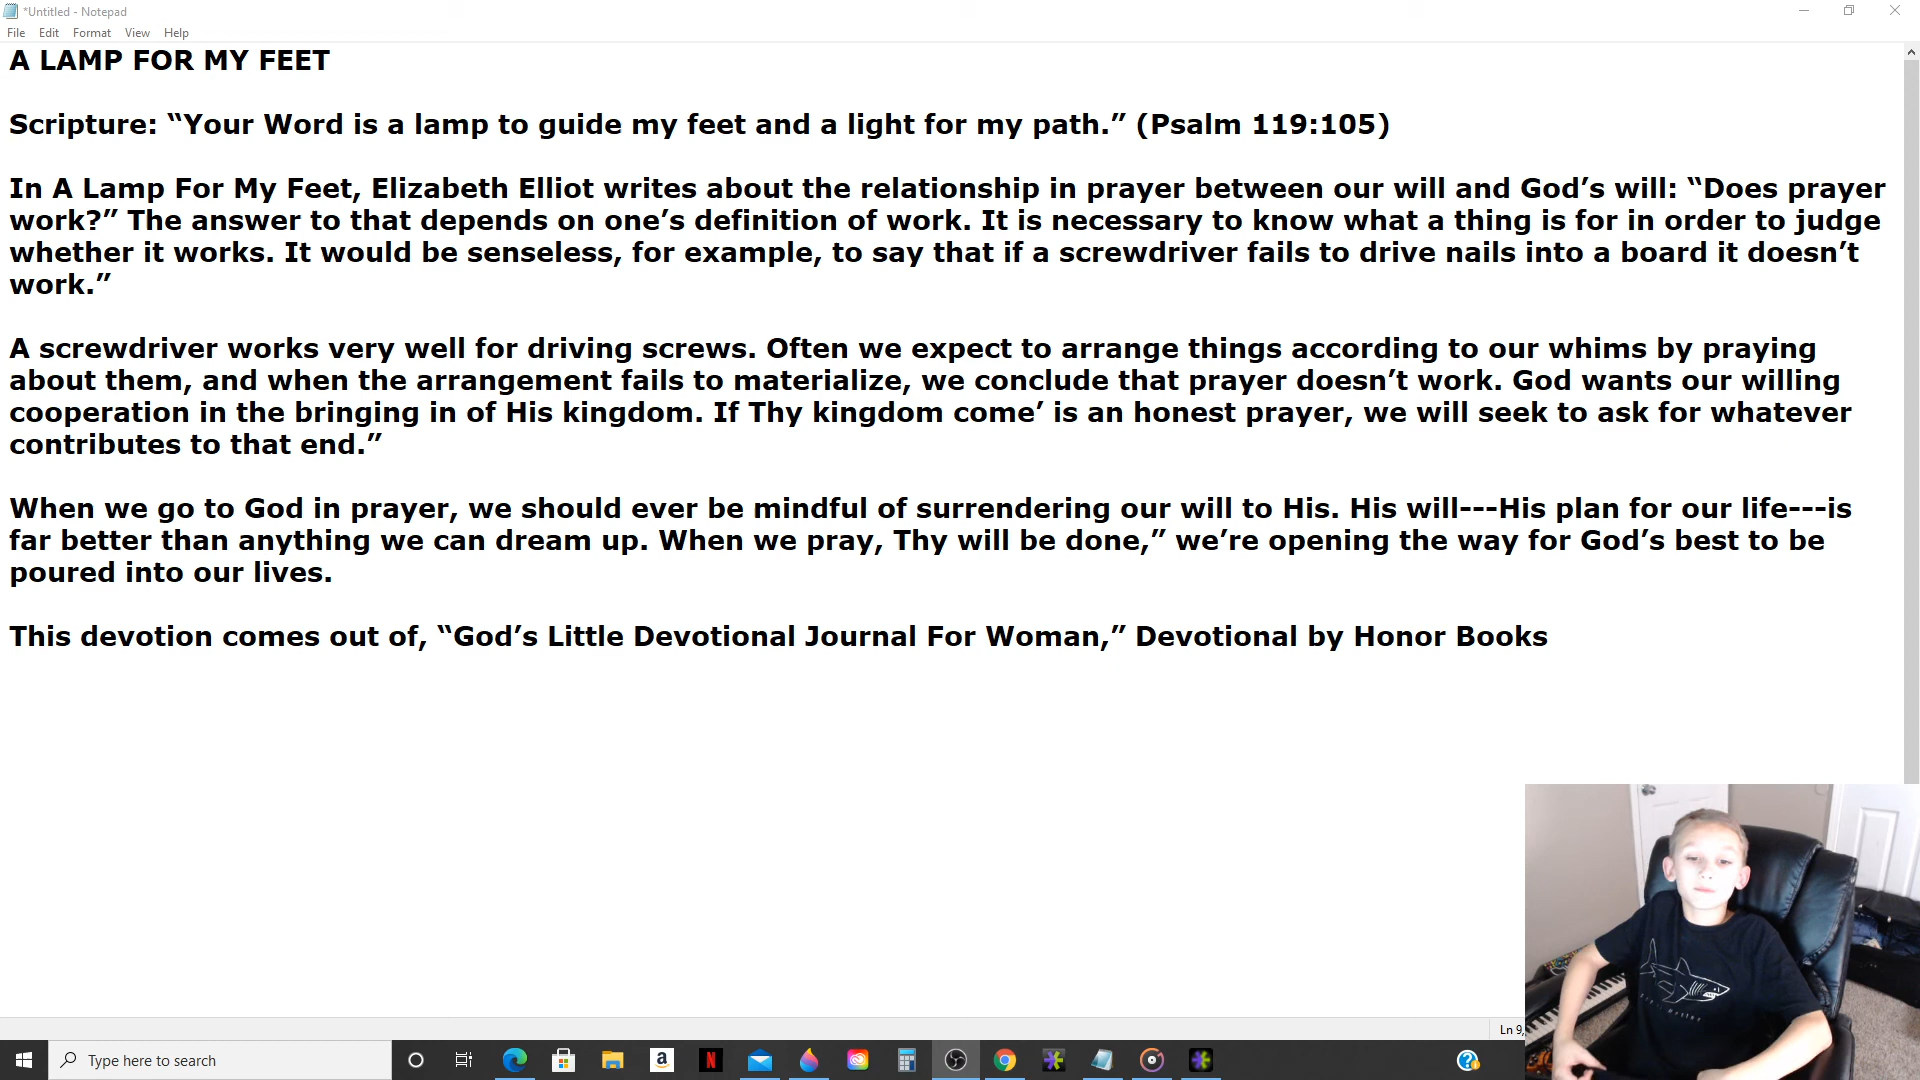 *Untitled - Notepad
File Edit Format View Help
A LAMP FOR MY FEET
Scripture: “Your Word is a lamp to guide my feet and a light for my path.” (Psalm 119:105)
In A Lamp For My Feet, Elizabeth Elliot writes about the relationship in prayer between our will and God’s will: “Does prayer
work?” The answer to that depends on one’s definition of work. It is necessary to know what a thing is for in order to judge
whether it works. It would be senseless, for example, to say that if a screwdriver fails to drive nails into a board it doesn’t
work.”
A screwdriver works very well for driving screws. Often we expect to arrange things according to our whims by praying
about them, and when the arrangement fails to materialize, we conclude that prayer doesn’t work. God wants our willing
cooperation in the bringing in of His kingdom. If Thy kingdom come’ is an honest prayer, we will seek to ask for whatever
contributes to that end.”
When we go to God in prayer, we should ever be mindful of surrendering our will to His. His will---His plan for our life---is
far better than anything we can dream up. When we pray, Thy will be done,” we’re opening the way for God’s best to be
poured into our lives.
This devotion comes out of, “God’s Little Devotional Journal For Woman,” Devotional by Honor Books
Ln 9,
Type here to search